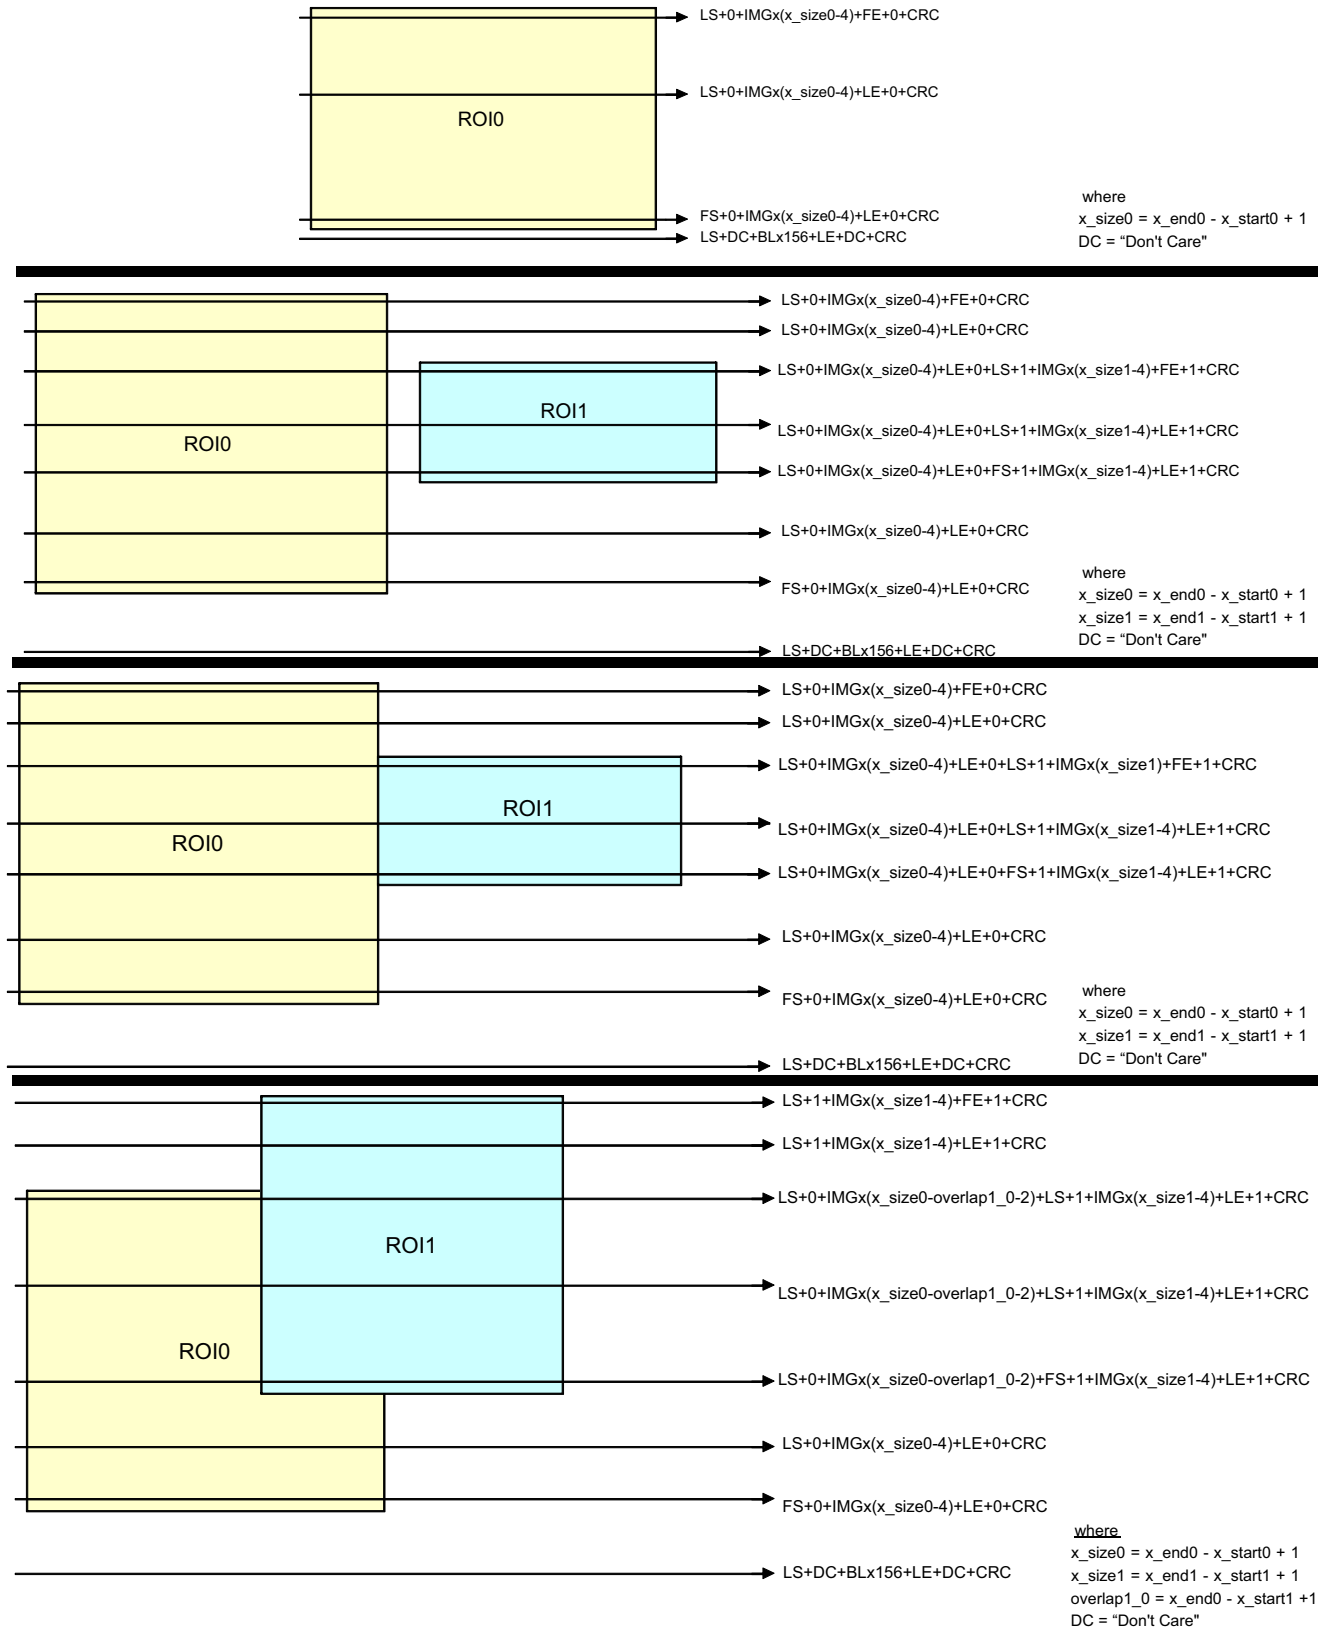 LS+0+IMGx(x_size0-4)+FE+0+CRC
LS+0+IMGx(x_size0-4)+LE+0+CRC
ROI0
FS+0+IMGx(x_size0-4)+LE+0+CRC
LS+DC+BLx156+LE+DC+CRC
where
x_size0 = x_end0 - x_start0 + 1
DC = “Don't Care"
LS+0+IMGx(x_size0-4)+FE+0+CRC
LS+0+IMGx(x_size0-4)+LE+0+CRC
LS+0+IMGx(x_size0-4)+LE+0+LS+1+IMGx(x_size1-4)+FE+1+CRC
ROI1
ROI0
LS+0+IMGx(x_size0-4)+LE+0+LS+1+IMGx(x_size1-4)+LE+1+CRC
LS+0+IMGx(x_size0-4)+LE+0+FS+1+IMGx(x_size1-4)+LE+1+CRC
LS+0+IMGx(x_size0-4)+LE+0+CRC
FS+0+IMGx(x_size0-4)+LE+0+CRC
where
x_size0 = x_end0 - x_start0 + 1
x_size1 = x_end1 - x_start1 + 1
DC = “Don't Care"
LS+DC+BLx156+LE+DC+CRC
LS+0+IMGx(x_size0-4)+FE+0+CRC
LS+0+IMGx(x_size0-4)+LE+0+CRC
LS+0+IMGx(x_size0-4)+LE+0+LS+1+IMGx(x_size1)+FE+1+CRC
ROI1
ROI0
LS+0+IMGx(x_size0-4)+LE+0+LS+1+IMGx(x_size1-4)+LE+1+CRC
LS+0+IMGx(x_size0-4)+LE+0+FS+1+IMGx(x_size1-4)+LE+1+CRC
LS+0+IMGx(x_size0-4)+LE+0+CRC
FS+0+IMGx(x_size0-4)+LE+0+CRC
where
x_size0 = x_end0 - x_start0 + 1
x_size1 = x_end1 - x_start1 + 1
DC = “Don't Care"
LS+DC+BLx156+LE+DC+CRC
LS+1+IMGx(x_size1-4)+FE+1+CRC
LS+1+IMGx(x_size1-4)+LE+1+CRC
LS+0+IMGx(x_size0-overlap1_0-2)+LS+1+IMGx(x_size1-4)+LE+1+CRC
ROI1
LS+0+IMGx(x_size0-overlap1_0-2)+LS+1+IMGx(x_size1-4)+LE+1+CRC
ROI0
LS+0+IMGx(x_size0-overlap1_0-2)+FS+1+IMGx(x_size1-4)+LE+1+CRC
LS+0+IMGx(x_size0-4)+LE+0+CRC
FS+0+IMGx(x_size0-4)+LE+0+CRC
where
x_size0 = x_end0 - x_start0 + 1
x_size1 = x_end1 - x_start1 + 1
overlap1_0 = x_end0 - x_start1 +1
DC = “Don't Care"
LS+DC+BLx156+LE+DC+CRC